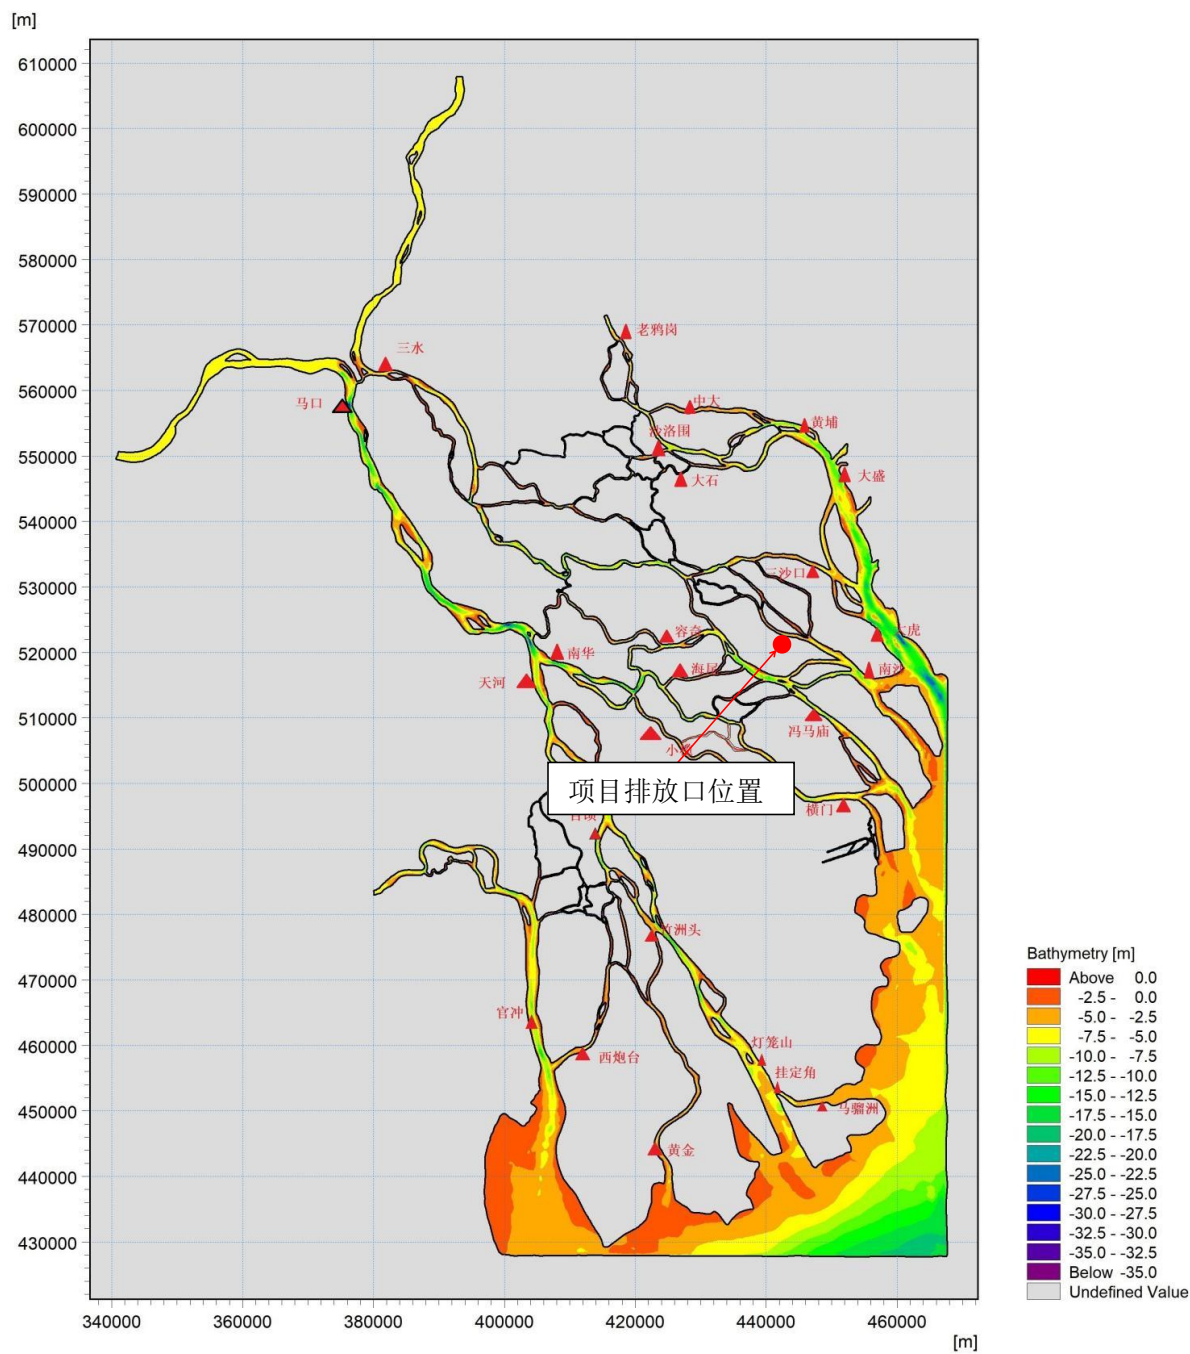 [m]
610000
600000
590000
580000
570000
560000
550000
540000
530000
520000
510000
500000
490000
480000
470000
460000
450000
440000
430000
老鸦岗
三水
马口
中大
黄埔
沙洛围
大石
大盛
三沙口
容奇
大虎
南华
海尾
南沙
天河
冯马庙
项目排放口位置
横门
竹洲头
官冲
西炮台
灯笼山
挂定角
马骝洲
黄金
340000
360000
380000
400000
420000
440000
460000
[m]
Bathymetry [m]
Above 0.0
-2.5 - 0.0
-5.0 - -2.5
-7.5 - -5.0
-10.0 - -7.5
-12.5 - -10.0
-15.0 - -12.5
-17.5 - -15.0
-20.0 - -17.5
-22.5 - -20.0
-25.0 - -22.5
-27.5 - -25.0
-30.0 - -27.5
-32.5 - -30.0
-35.0 - -32.5
Below -35.0
Undefined Value